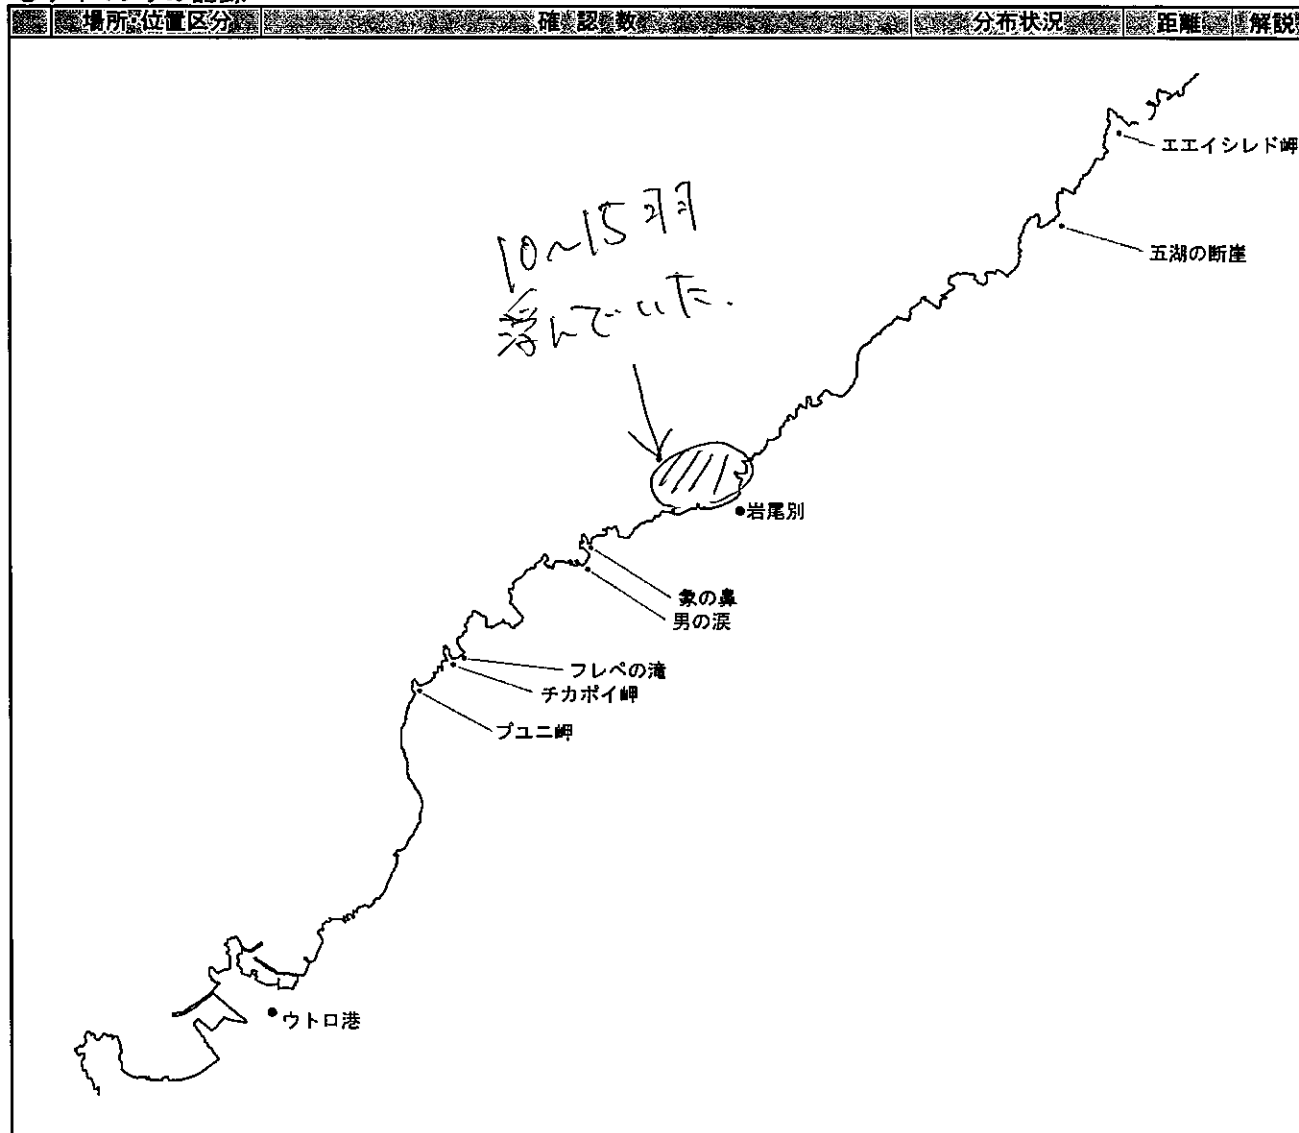 場所・位置区分 確認数 分布状況 距離 解説
エエイシレド岬
10～15羽
五湖の断崖
浮んでいた.
岩尾別
象の鼻
男の涙
フレペの滝
チカポイ岬
プユニ岬
ウトロ港